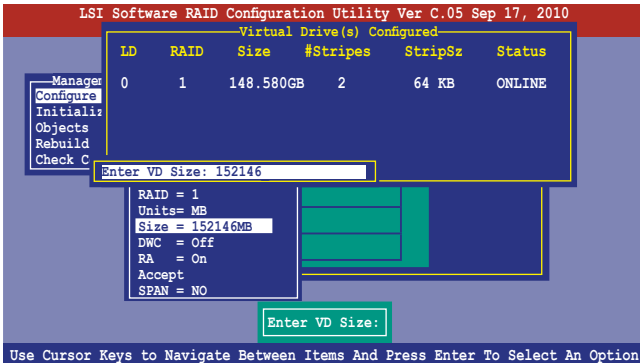 LSI Software RAID Configuration Utility Ver C.05 Sep 17, 2010
Virtual Drive(s) Configured
LD RAID Size #Stripes StripSz Status
0 1 148.580GB 2 64 KB ONLINE
Manage
Configure
Initializ
Objects
Rebuild
Check C
Enter VD Size: 152146_
RAID = 1
Units= MB
Size = 152146MB
DWC = Off
RA = On
Accept
SPAN = NO
Enter VD Size:
Use Cursor Keys to Navigate Between Items And Press Enter To Select An Option